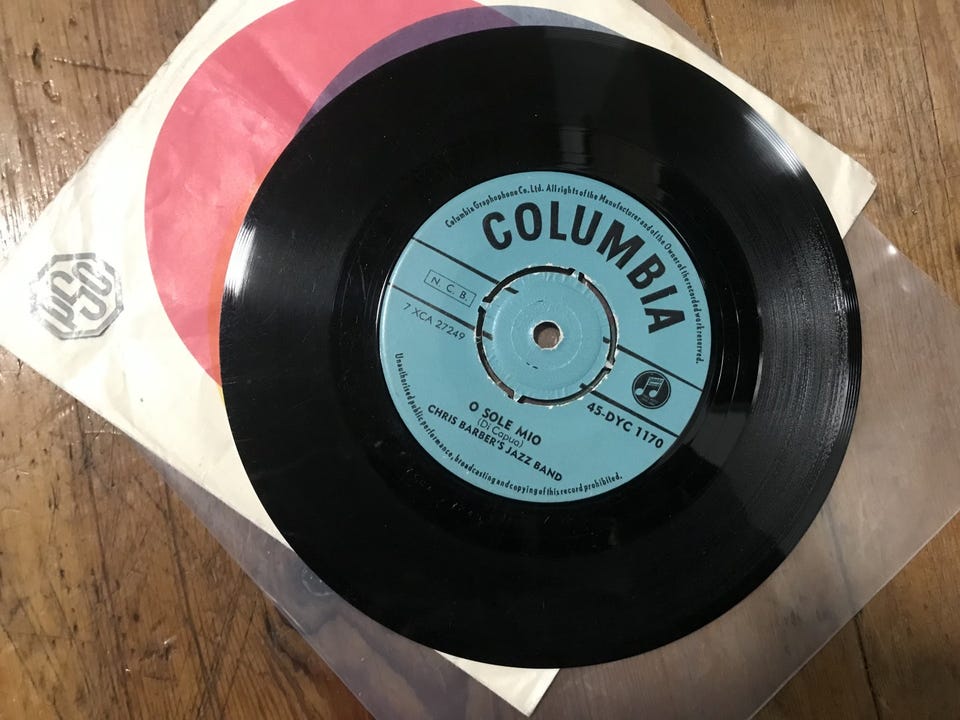 Columbia Graphophone Co. Ltd. All rights of the Manufacturer and of the Owner of the recorded work reserved.
COLUMBIA
N. C. B.
7 XCA 27249
45-DYC 1170
O SOLE MIO
(Di Capua)
CHRIS BARBER'S JAZZ BAND
Unauthorised public performance, broadcasting and copying of this record prohibited.